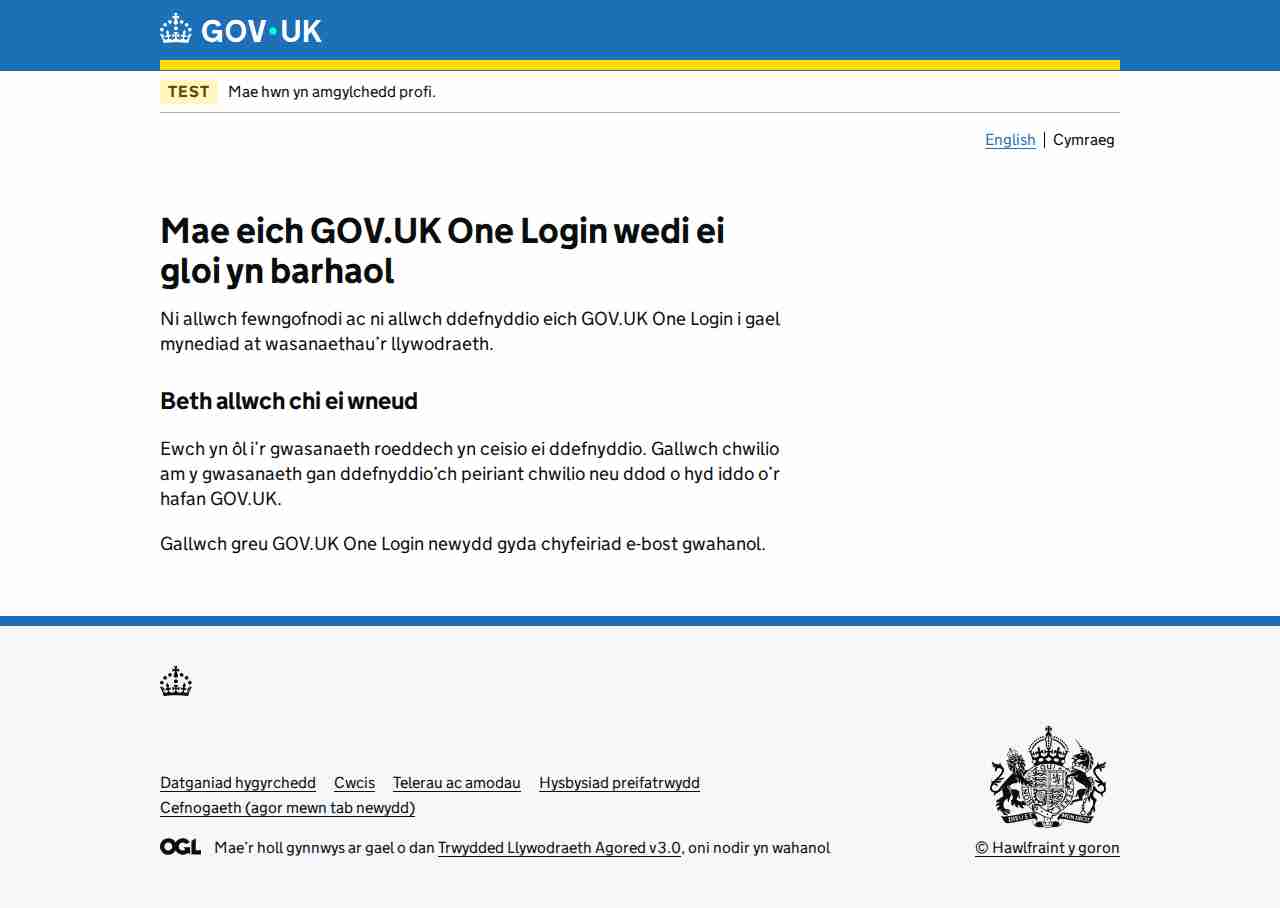 GOV•UK
TEST Mae hwn yn amgylchedd profi.
English Cymraeg
Mae eich GOV.UK One Login wedi ei
gloi yn barhaol
Ni allwch fewngofnodi ac ni allwch ddefnyddio eich GOV.UK One Login i gael
mynediad at wasanaethau’r llywodraeth.
Beth allwch chi ei wneud
Ewch yn ôl i’r gwasanaeth roeddech yn ceisio ei ddefnyddio. Gallwch chwilio
am y gwasanaeth gan ddefnyddio’ch peiriant chwilio neu ddod o hyd iddo o’r
hafan GOV.UK.
Gallwch greu GOV.UK One Login newydd gyda chyfeiriad e-bost gwahanol.
Datganiad hygyrchedd Cwcis Telerau ac amodau Hysbysiad preifatrwydd
Cefnogaeth (agor mewn tab newydd)
OGL Mae’r holl gynnwys ar gael o dan Trwydded Llywodraeth Agored v3.0, oni nodir yn wahanol
© Hawlfraint y goron